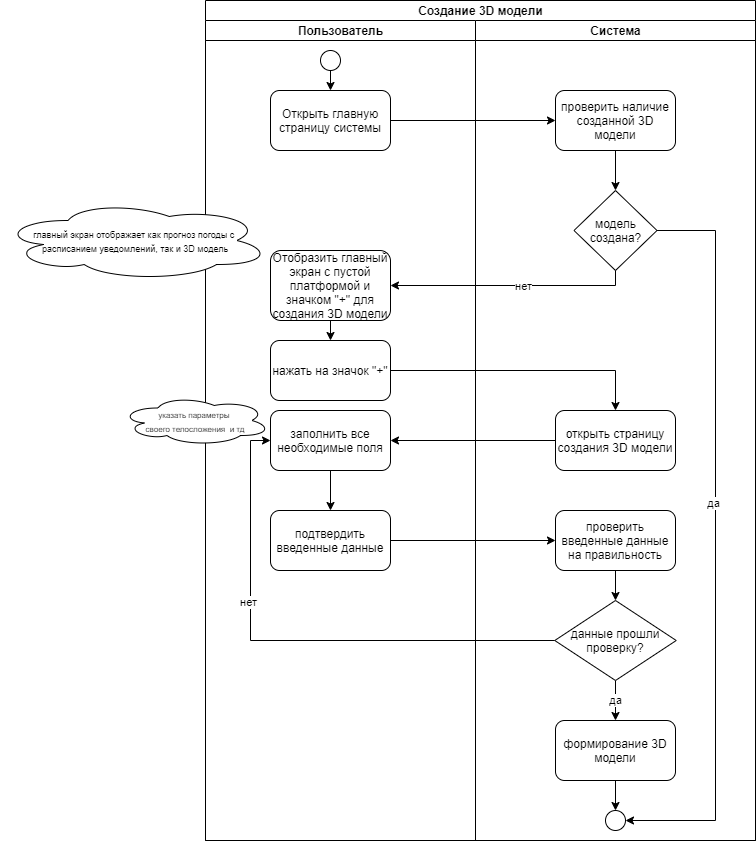 Создание 3D модели
Пользователь
Система
Открыть главную
страницу системы
проверить наличие
созданной 3D
модели
модель
создана?
главный экран отображает как прогноз погоды с
расписанием уведомлений, так и 3D модель
Отобразить главный
экран с пустой
платформой и
значком "+" для
создания 3D модели
нет
нажать на значок "+"
указать параметры
своего телосложения и тд
заполнить все
необходимые поля
открыть страницу
создания 3D модели
да
подтвердить
введенные данные
проверить
введенные данные
на правильность
нет
данные прошли
проверку?
да
формирование 3D
модели